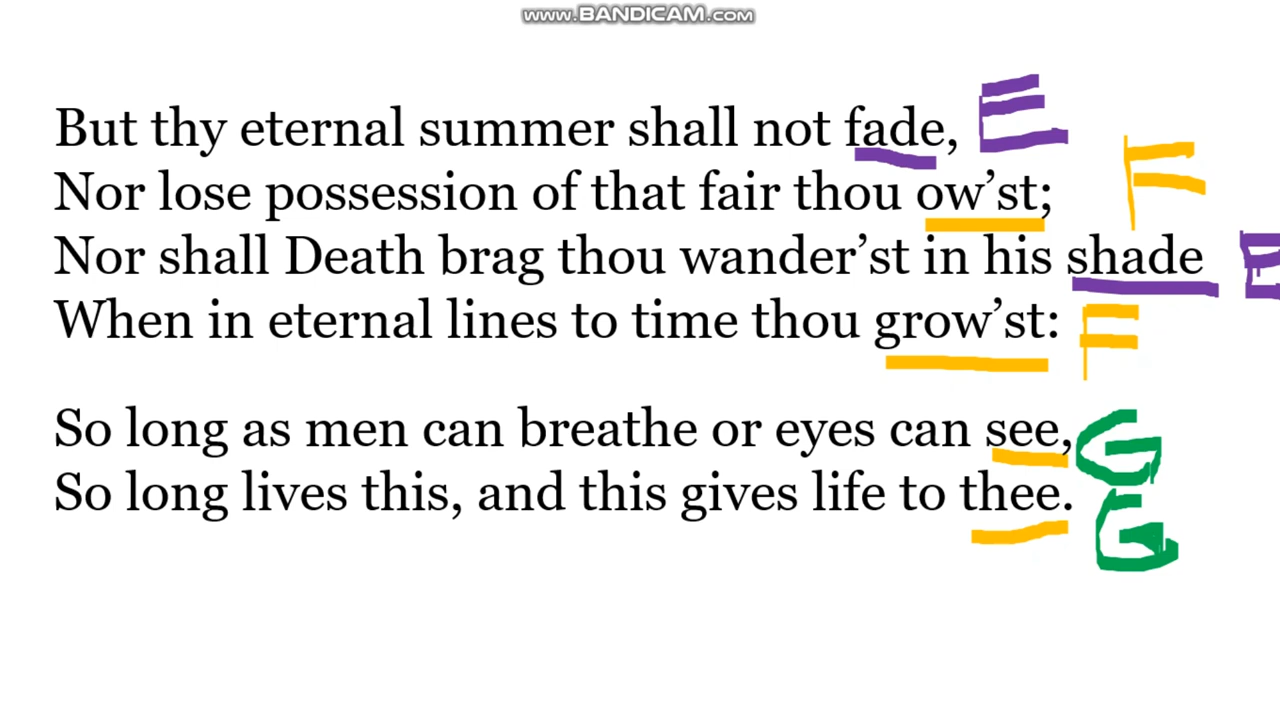 www.BANDICAM.com
But thy eternal summer shall not fade, E
Nor lose possession of that fair thou ow’st; F
Nor shall Death brag thou wander’st in his shade E
When in eternal lines to time thou grow’st: F
So long as men can breathe or eyes can see, G
So long lives this, and this gives life to thee. G